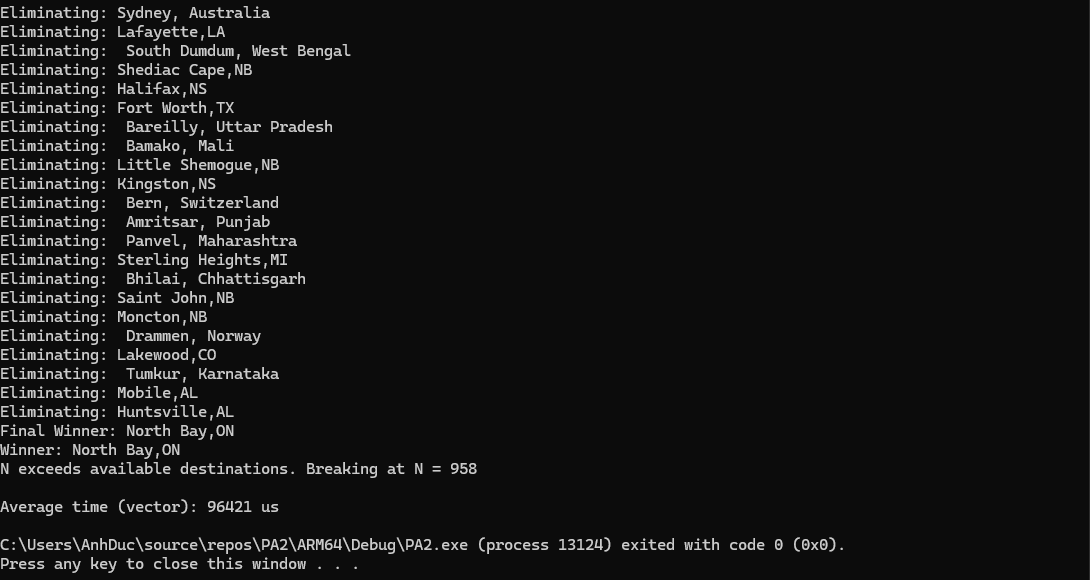 Eliminating: Sydney, Australia
Eliminating: Lafayette,LA
Eliminating:  South Dumdum, West Bengal
Eliminating: Shediac Cape,NB
Eliminating: Halifax,NS
Eliminating: Fort Worth,TX
Eliminating:  Bareilly, Uttar Pradesh
Eliminating:  Bamako, Mali
Eliminating: Little Shemogue,NB
Eliminating: Kingston,NS
Eliminating:  Bern, Switzerland
Eliminating:  Amritsar, Punjab
Eliminating:  Panvel, Maharashtra
Eliminating: Sterling Heights,MI
Eliminating:  Bhilai, Chhattisgarh
Eliminating: Saint John,NB
Eliminating: Moncton,NB
Eliminating:  Drammen, Norway
Eliminating: Lakewood,CO
Eliminating:  Tumkur, Karnataka
Eliminating: Mobile,AL
Eliminating: Huntsville,AL
Final Winner: North Bay,ON
Winner: North Bay,ON
N exceeds available destinations. Breaking at N = 958
Average time (vector): 96421 us
C:\Users\AnhDuc\source\repos\PA2\ARM64\Debug\PA2.exe (process 13124) exited with code 0 (0x0).
Press any key to close this window . . .